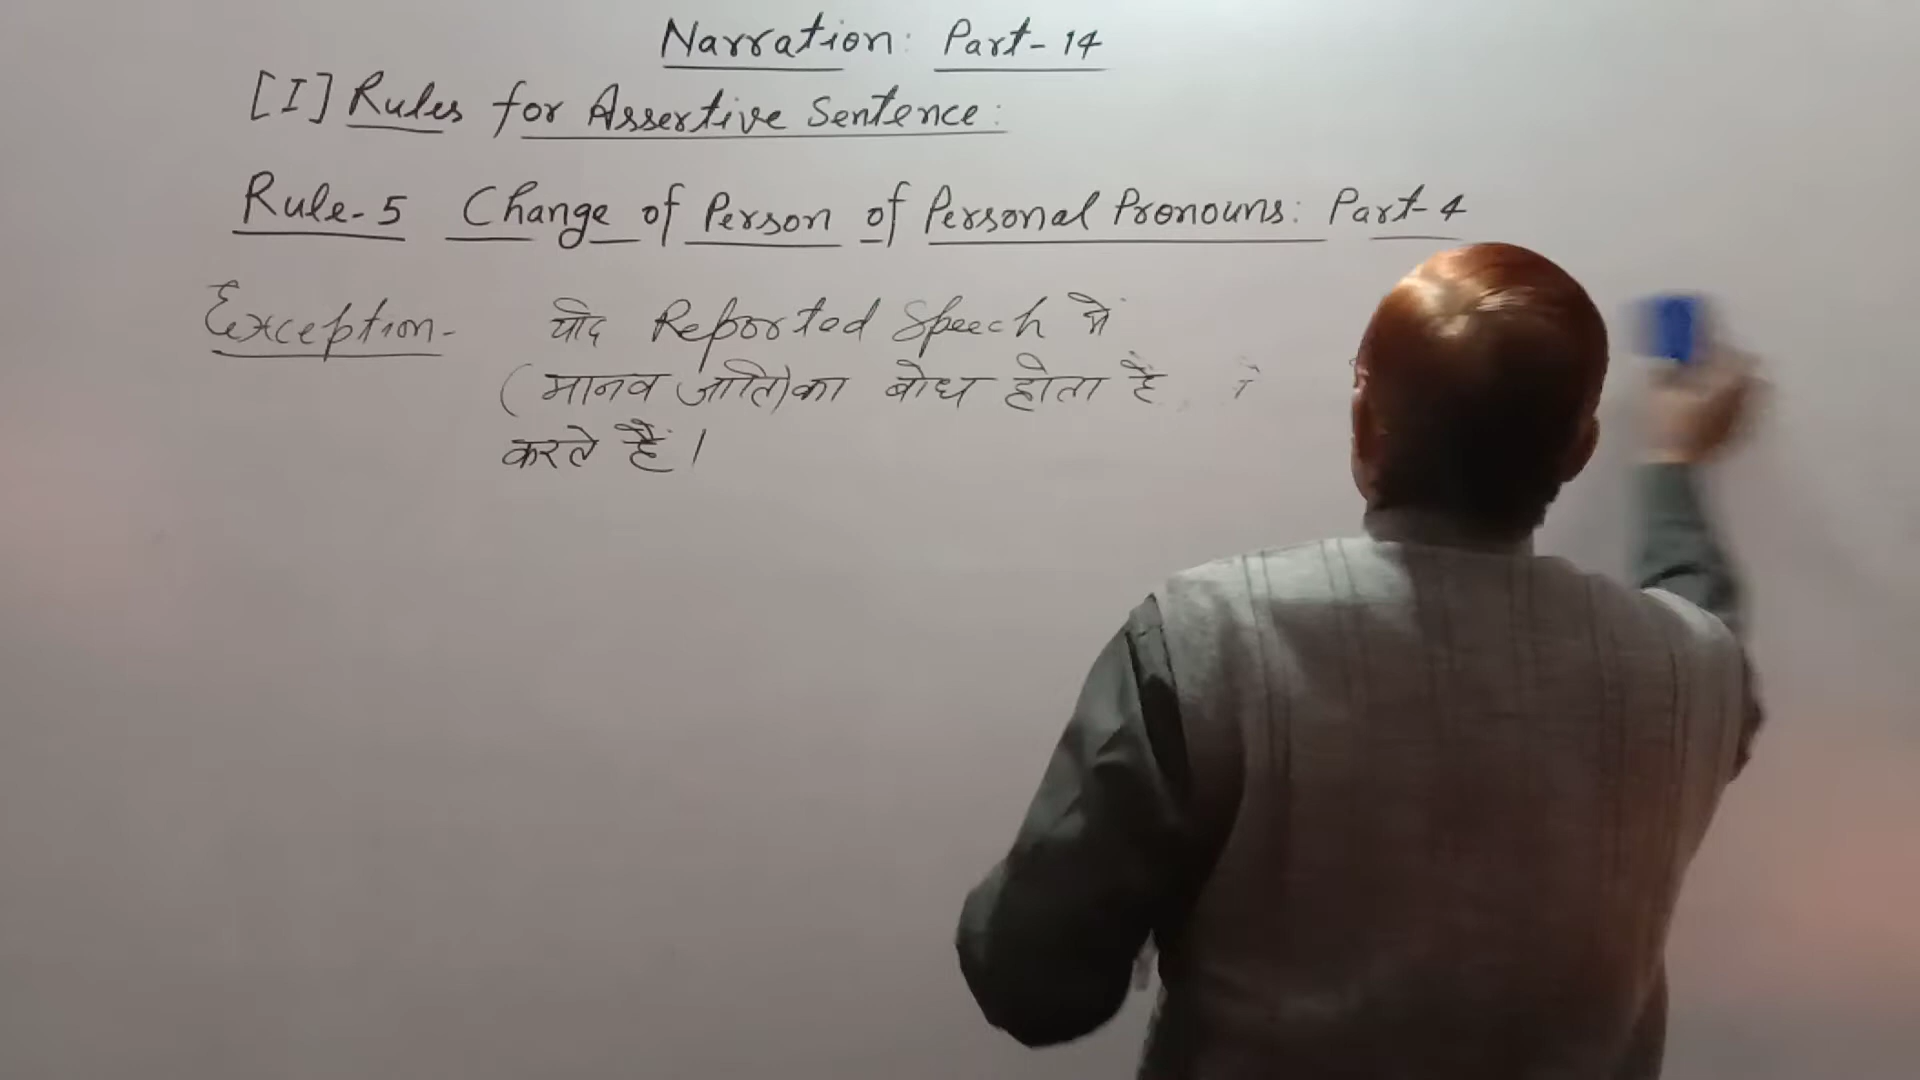 Narration: Part-14
[I] Rules for Assertive Sentence:
Rule-5 Change of Person of Personal Pronouns: Part-4
Exception- यदि Reported Speech में
(मानव जाति) का बोध होता है
करते हैं।